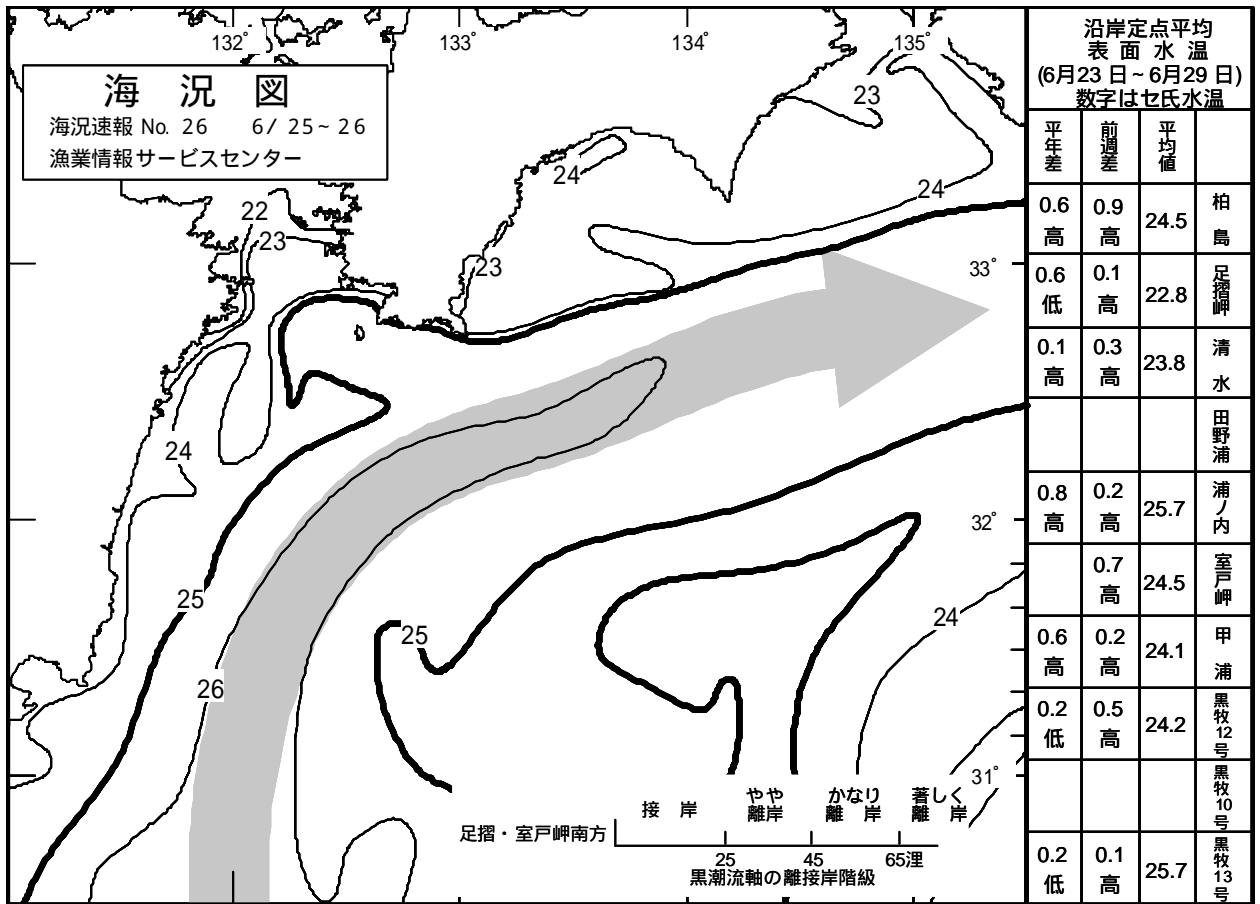 132° 133° 134° 135°
海 況 図
海況速報 No. 26 6/ 25~ 26
漁業情報サービスセンター
23
24
24
22
23
23
33°
24
32°
25
25
24
26
31°
接 岸 やや離岸 かなり離岸 著しく離岸
足摺・室戸岬南方
25 45 65浬
黒潮流軸の離接岸階級
沿岸定点平均
表 面 水 温
(6月23 日~6月29 日)
数字はセ氏水温
平年差 前週差 平均値
0.6高 0.9高 24.5 柏島
0.6低 0.1高 22.8 足摺岬
0.1高 0.3高 23.8 清水
田野浦
0.8高 0.2高 25.7 浦ノ内
0.7高 24.5 室戸岬
0.6高 0.2高 24.1 甲浦
0.2低 0.5高 24.2 黒牧12号
黒牧10号
0.2低 0.1高 25.7 黒牧13号